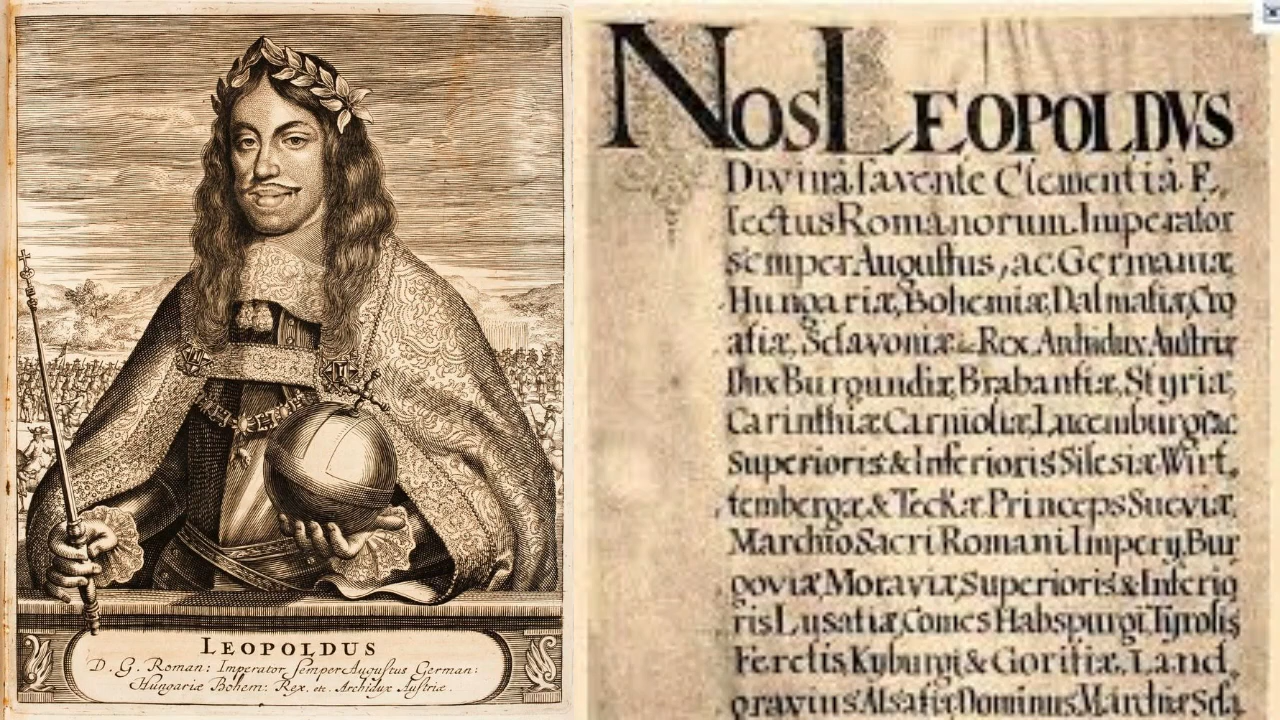 LEOPOLDUS
D. G. Roman: Imperator Semper Augustus German:
Hungariæ Bohem: Rex. etc. Archidux Austriæ.
NOS LEOPOLDVS
Divina favente Clementia E,
lectus Romanorum Imperator
semper Augustus, ac Germaniæ,
Hungariæ, Bohemiæ, Dalmatiæ, Cro
atiæ, Sclavoniæ Rex Archidux Austriæ
Dux Burgundiæ, Brabantiæ, Styriæ,
Carinthiæ Carnioliæ, Lucemburgæ
Superioris & Inferioris Silesiæ Wirt,
tembergæ & Teckæ Princeps Sueviæ,
Marchio Sacri Romani Impery, Bur
goviæ, Moraviæ, Superioris & Inferio
ris Lusatiæ, Comes Habspurgi, Tyrolis
Feretis Kyburgi & Goritiæ, Land,
gravius Alsatiæ Dominus Marchiæ Scla